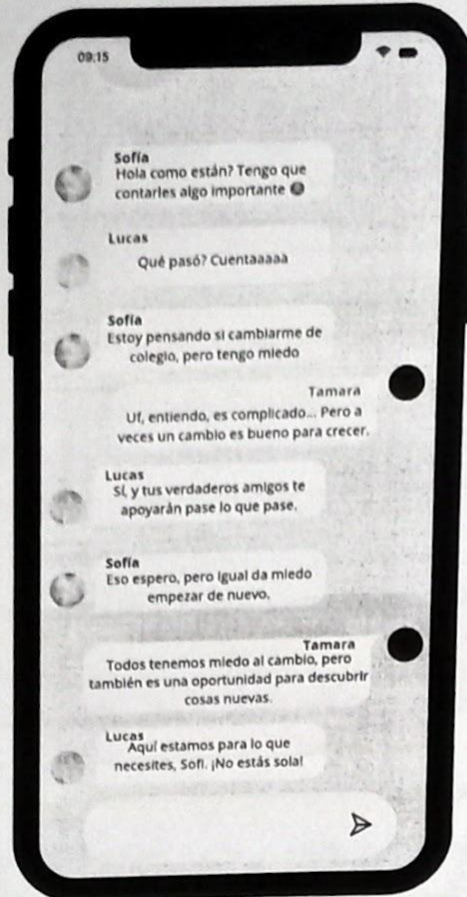 09:15
Sofía
Hola como están? Tengo que
contarles algo importante
Lucas
Qué pasó? Cuentaaaaa
Sofía
Estoy pensando si cambiarme de
colegio, pero tengo miedo
Tamara
Uf, entiendo, es complicado... Pero a
veces un cambio es bueno para crecer.
Lucas
Sí, y tus verdaderos amigos te
apoyarán pase lo que pase.
Sofía
Eso espero, pero igual da miedo
empezar de nuevo.
Tamara
Todos tenemos miedo al cambio, pero
también es una oportunidad para descubrir
cosas nuevas.
Lucas
Aquí estamos para lo que
necesites, Sofi. ¡No estás sola!